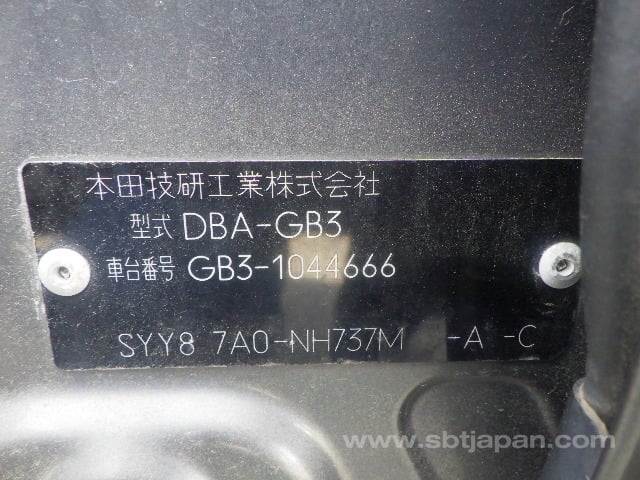 本田技研工業株式会社
型式 DBA-GB3
車台番号 GB3-1044666
SYY8 7A0-NH737M -A -C
www.sbtjapan.com